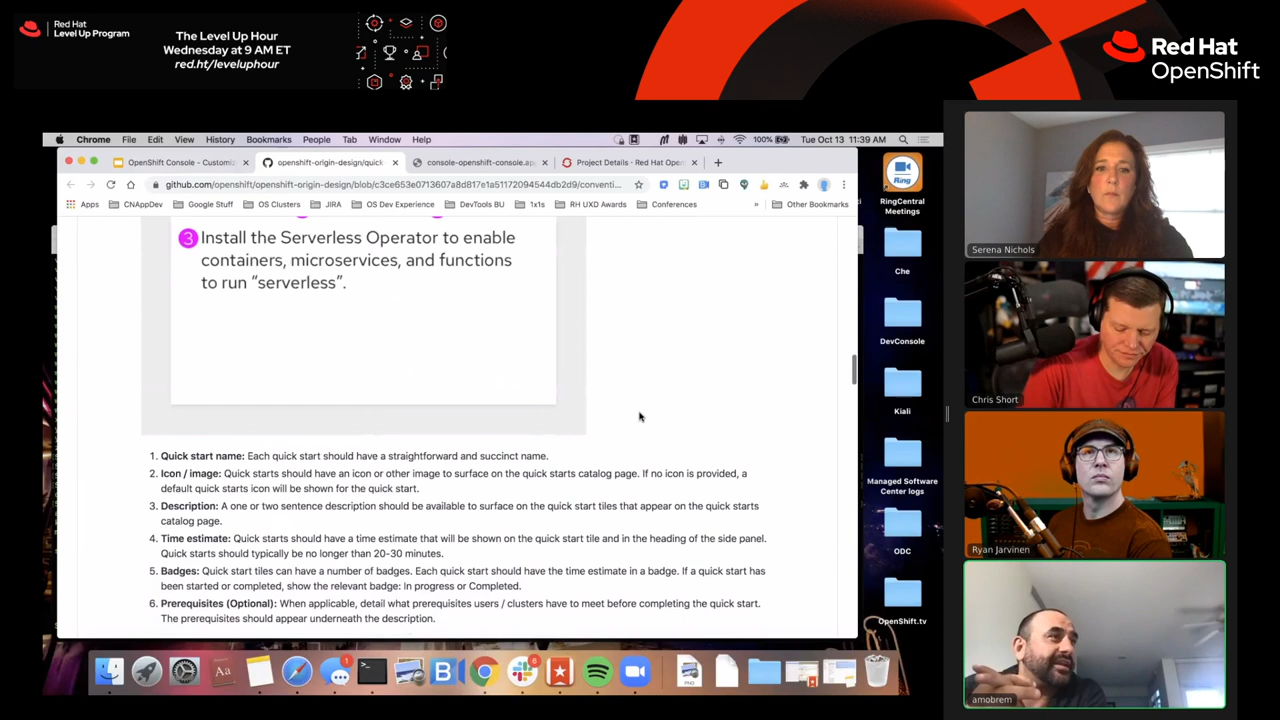 Red Hat
Level Up Program
The Level Up Hour
Wednesday at 9 AM ET
red.ht/leveluphour
Red Hat
OpenShift
Chrome File Edit View History Bookmarks People Tab Window Help
100% Tue Oct 13 11:39 AM
OpenShift Console - Customiz
openshift-origin-design/quick
console-openshift-console.app
Project Details - Red Hat Open
github.com/openshift/openshift-origin-design/blob/c3ce653e0713607a8d817e1a51172094544db2d9/conventi...
Apps CNAppDev Google Stuff OS Clusters JIRA OS Dev Experience DevTools BU 1x1s RH UXD Awards Conferences » Other Bookmarks
3 Install the Serverless Operator to enable
containers, microservices, and functions
to run “serverless”.
1. Quick start name: Each quick start should have a straightforward and succinct name.
2. Icon / image: Quick starts should have an icon or other image to surface on the quick starts catalog page. If no icon is provided, a
default quick starts icon will be shown for the quick start.
3. Description: A one or two sentence description should be available to surface on the quick start tiles that appear on the quick starts
catalog page.
4. Time estimate: Quick starts should have a time estimate that will be shown on the quick start tile and in the heading of the side panel.
Quick starts should typically be no longer than 20-30 minutes.
5. Badges: Quick start tiles can have a number of badges. Each quick start should have the time estimate in a badge. If a quick start has
been started or completed, show the relevant badge: In progress or Completed.
6. Prerequisites (Optional): When applicable, detail what prerequisites users / clusters have to meet before completing the quick start.
The prerequisites should appear underneath the description.
Ring
RingCentral
Meetings
Che
DevConsole
Kiali
Managed Software
Center logs
ODC
OpenShift.tv
Serena Nichols
Chris Short
Ryan Jarvinen
amobrem